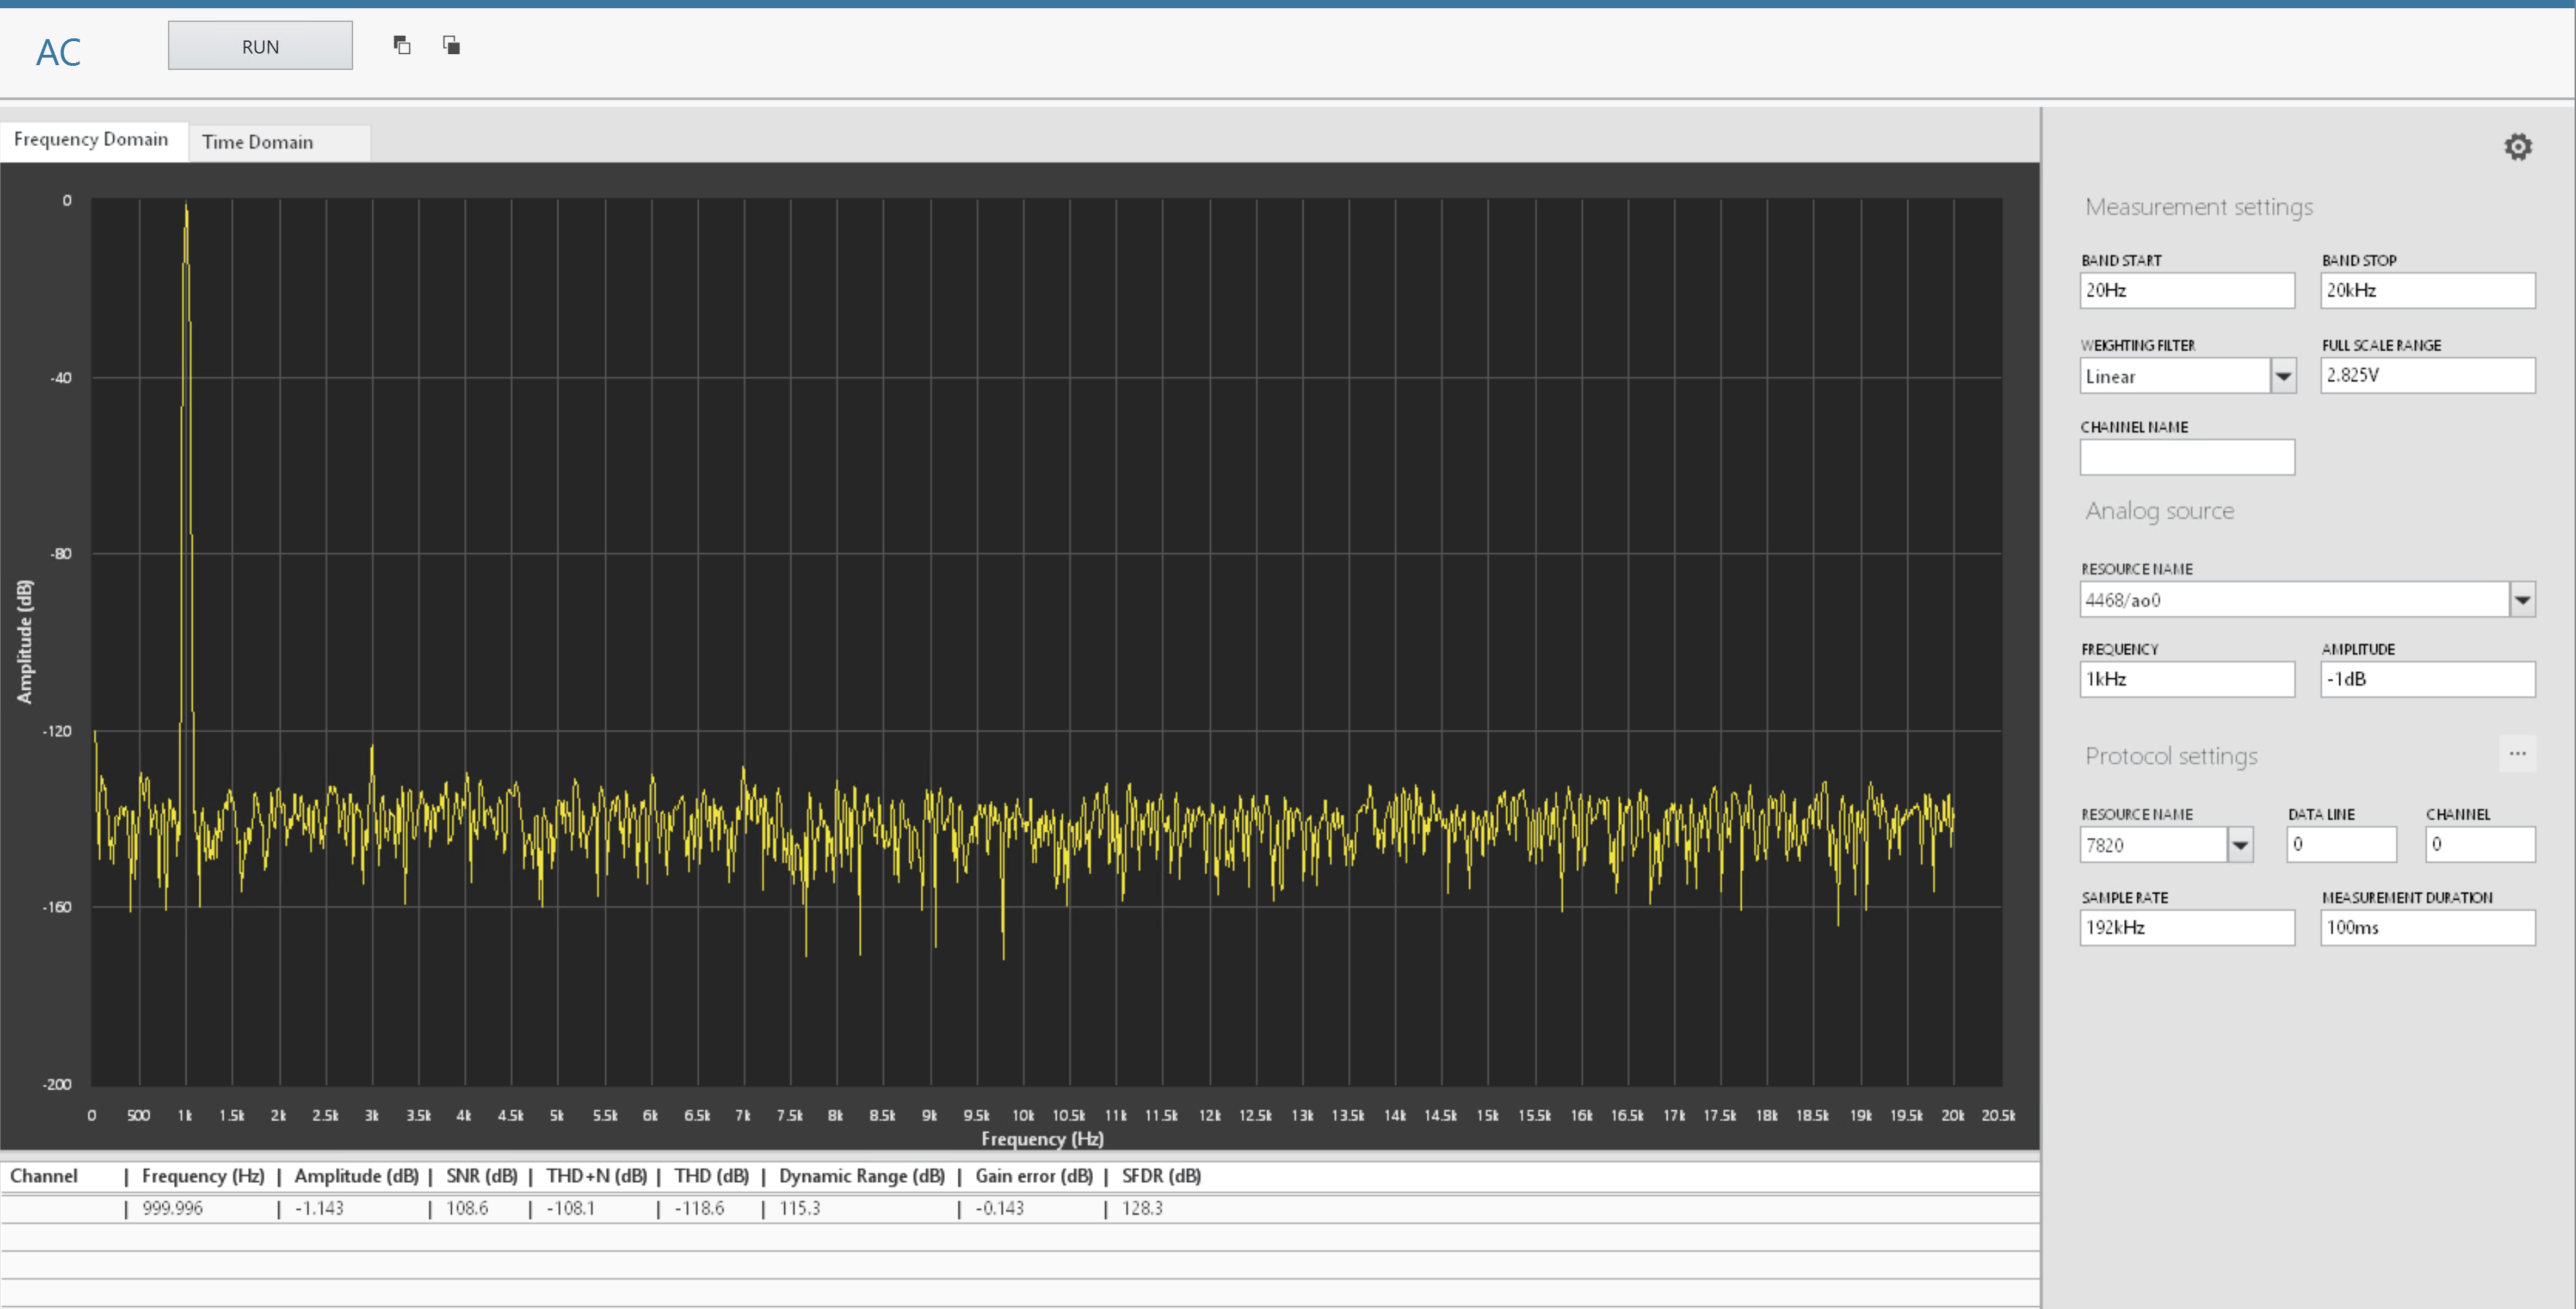 AC RUN
Frequency Domain Time Domain
0
-40
-80
-120
-160
-200
Amplitude (dB)
0 500 1k 1.5k 2k 2.5k 3k 3.5k 4k 4.5k 5k 5.5k 6k 6.5k 7k 7.5k 8k 8.5k 9k 9.5k 10k 10.5k 11k 11.5k 12k 12.5k 13k 13.5k 14k 14.5k 15k 15.5k 16k 16.5k 17k 17.5k 18k 18.5k 19k 19.5k 20k 20.5k
Frequency (Hz)
Channel | Frequency (Hz) | Amplitude (dB) | SNR (dB) | THD+N (dB) | THD (dB) | Dynamic Range (dB) | Gain error (dB) | SFDR (dB)
| 999.996 | -1.143 | 108.6 | -108.1 | -118.6 | 115.3 | -0.143 | 128.3
Measurement settings
BAND START BAND STOP
20Hz 20kHz
WEIGHTING FILTER FULL SCALE RANGE
Linear 2.825V
CHANNEL NAME
Analog source
RESOURCE NAME
4468/ao0
FREQUENCY AMPLITUDE
1kHz -1dB
Protocol settings ...
RESOURCE NAME DATA LINE CHANNEL
7820 0 0
SAMPLE RATE MEASUREMENT DURATION
192kHz 100ms